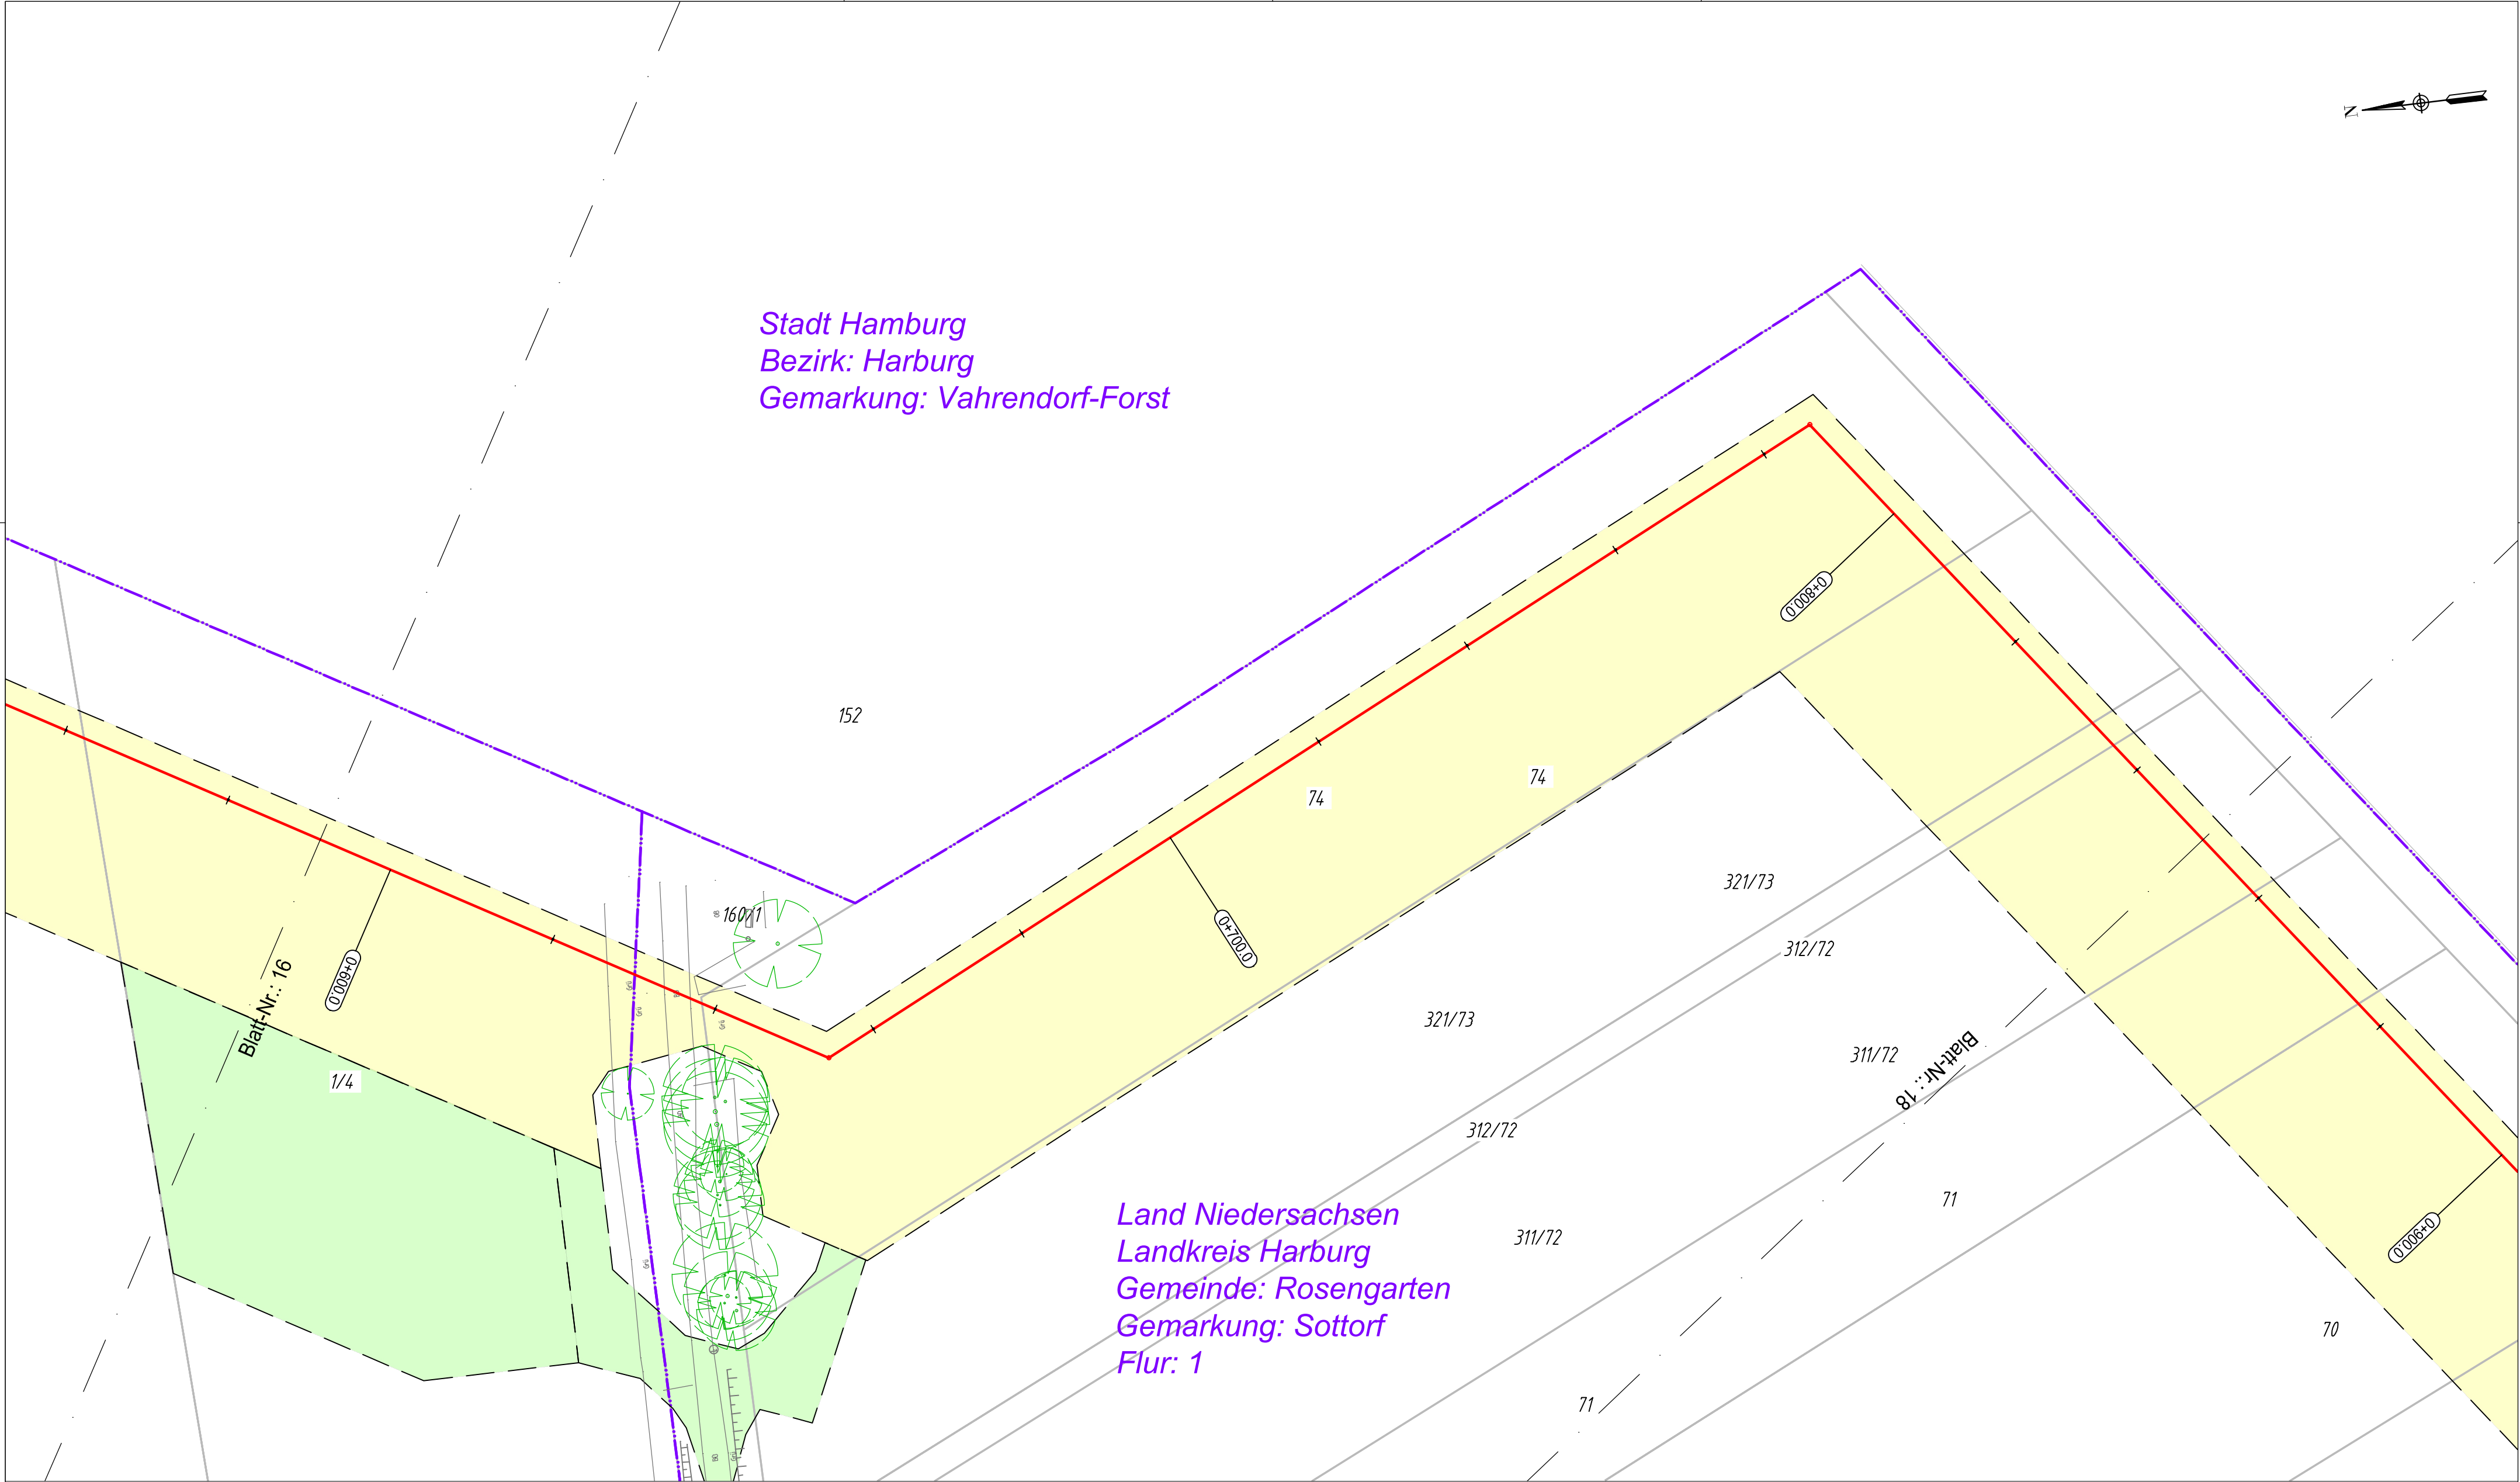 N
Stadt Hamburg
Bezirk: Harburg
Gemarkung: Vahrendorf-Forst
0+800.0
152
74
74
321/73
160/1
0+700.0
312/72
0+600.0
Blatt-Nr.: 16
321/73
311/72
Blatt-Nr.: 18
1/4
312/72
71
Land Niedersachsen
Landkreis Harburg
Gemeinde: Rosengarten
Gemarkung: Sottorf
Flur: 1
311/72
0+900.0
70
71